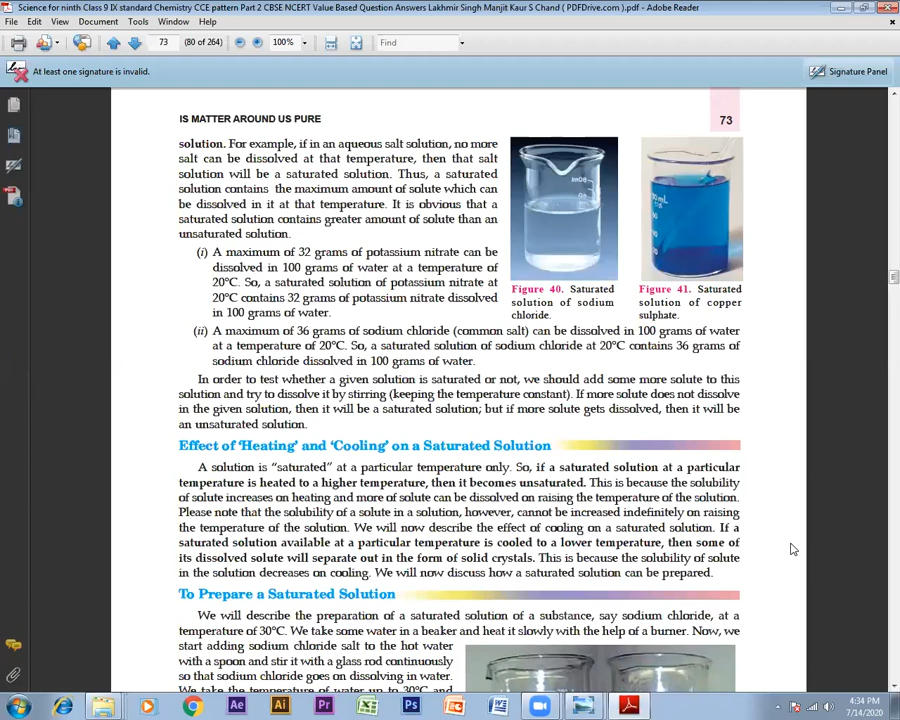 Science for ninth Class 9 IX standard Chemistry CCE pattern Part 2 CBSE NCERT Value Based Question Answers Lakhmir Singh Manjit Kaur S Chand ( PDFDrive.com ).pdf - Adobe Reader
File Edit View Document Tools Window Help
73 (80 of 264) 100% Find
At least one signature is invalid.
Signature Panel
IS MATTER AROUND US PURE
73
solution. For example, if in an aqueous salt solution, no more
salt can be dissolved at that temperature, then that salt
solution will be a saturated solution. Thus, a saturated
solution contains the maximum amount of solute which can
be dissolved in it at that temperature. It is obvious that a
saturated solution contains greater amount of solute than an
unsaturated solution.
(i) A maximum of 32 grams of potassium nitrate can be
dissolved in 100 grams of water at a temperature of
20°C. So, a saturated solution of potassium nitrate at
20°C contains 32 grams of potassium nitrate dissolved
in 100 grams of water.
Figure 40. Saturated
solution of sodium
chloride.
Figure 41. Saturated
solution of copper
sulphate.
(ii) A maximum of 36 grams of sodium chloride (common salt) can be dissolved in 100 grams of water
at a temperature of 20°C. So, a saturated solution of sodium chloride at 20°C contains 36 grams of
sodium chloride dissolved in 100 grams of water.
In order to test whether a given solution is saturated or not, we should add some more solute to this
solution and try to dissolve it by stirring (keeping the temperature constant). If more solute does not dissolve
in the given solution, then it will be a saturated solution; but if more solute gets dissolved, then it will be
an unsaturated solution.
Effect of 'Heating' and 'Cooling' on a Saturated Solution
A solution is "saturated" at a particular temperature only. So, if a saturated solution at a particular
temperature is heated to a higher temperature, then it becomes unsaturated. This is because the solubility
of solute increases on heating and more of solute can be dissolved on raising the temperature of the solution.
Please note that the solubility of a solute in a solution, however, cannot be increased indefinitely on raising
the temperature of the solution. We will now describe the effect of cooling on a saturated solution. If a
saturated solution available at a particular temperature is cooled to a lower temperature, then some of
its dissolved solute will separate out in the form of solid crystals. This is because the solubility of solute
in the solution decreases on cooling. We will now discuss how a saturated solution can be prepared.
To Prepare a Saturated Solution
We will describe the preparation of a saturated solution of a substance, say sodium chloride, at a
temperature of 30°C. We take some water in a beaker and heat it slowly with the help of a burner. Now, we
start adding sodium chloride salt to the hot water
with a spoon and stir it with a glass rod continuously
so that sodium chloride goes on dissolving in water.
We take the temperature of water up to 30°C and
Ae Ai Pr Ps
4:34 PM
7/14/2020